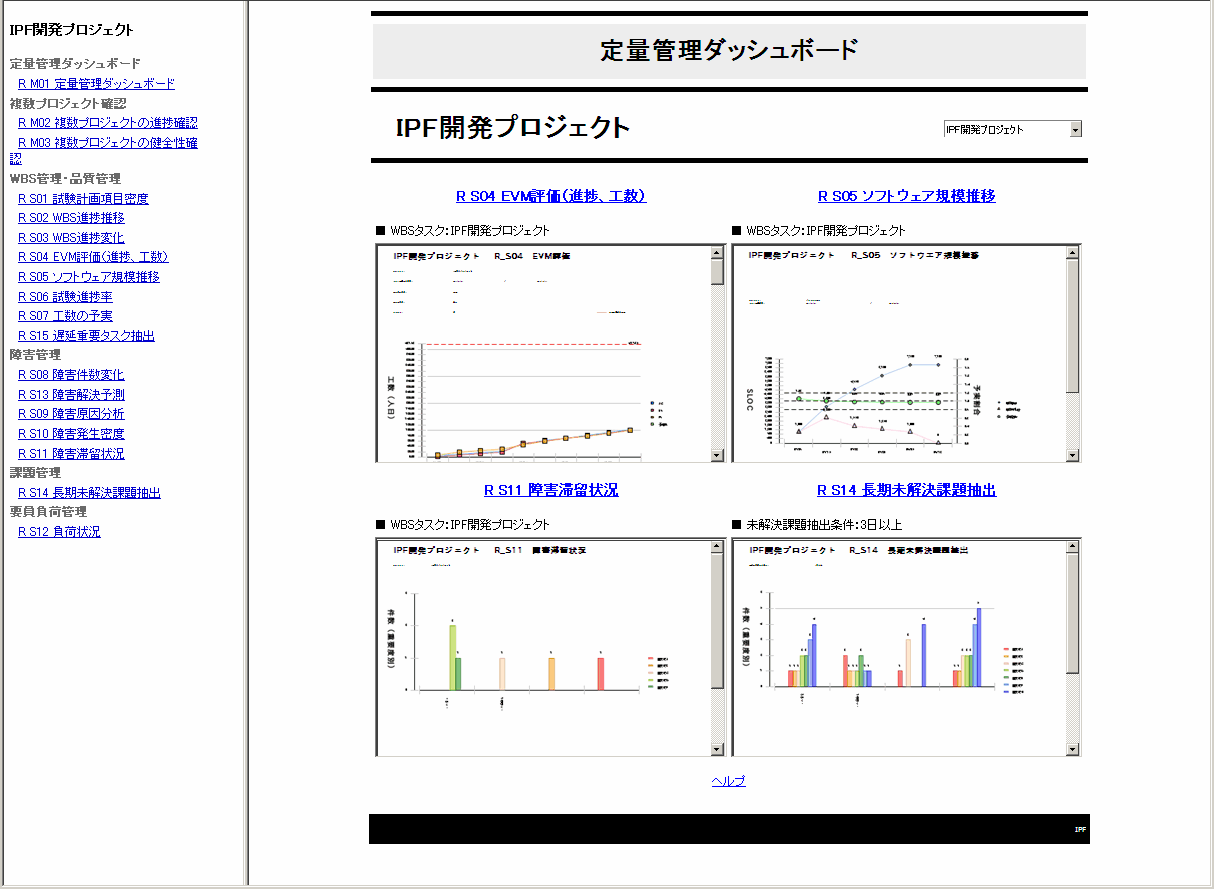 IPF開発プロジェクト
定量管理ダッシュボード
R M01 定量管理ダッシュボード
複数プロジェクト確認
R M02 複数プロジェクトの進捗確認
R M03 複数プロジェクトの健全性確
認
WBS管理・品質管理
R S01 試験計画項目密度
R S02 WBS進捗推移
R S03 WBS進捗変化
R S04 EVM評価(進捗、工数)
R S05 ソフトウェア規模推移
R S06 試験進捗率
R S07 工数の予実
R S15 遅延重要タスク抽出
障害管理
R S08 障害件数変化
R S13 障害解決予測
R S09 障害原因分析
R S10 障害発生密度
R S11 障害滞留状況
課題管理
R S14 長期未解決課題抽出
要員負荷管理
R S12 負荷状況
定量管理ダッシュボード
IPF開発プロジェクト
IPF開発プロジェクト
R S04 EVM評価(進捗、工数)
■ WBSタスク:IPF開発プロジェクト
IPF開発プロジェクト R_S04 EVM評価
工数(人日)
R S05 ソフトウェア規模推移
■ WBSタスク:IPF開発プロジェクト
IPF開発プロジェクト R_S05 ソフトウエア規模推移
SLOC
予実割合
R S11 障害滞留状況
■ WBSタスク:IPF開発プロジェクト
IPF開発プロジェクト R_S11 障害滞留状況
件数(重要度別)
R S14 長期未解決課題抽出
■ 未解決課題抽出条件:3日以上
IPF開発プロジェクト R_S14 長期未解決課題抽出
件数(重要度別)
ヘルプ
IPF